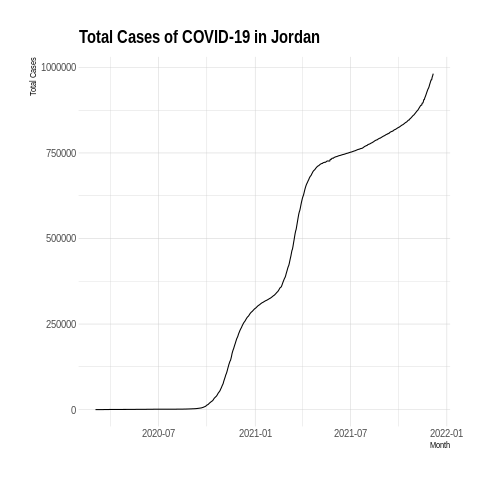 Total Cases of COVID-19 in Jordan
Total Cases
1000000
750000
500000
250000
0
2020-07 2021-01 2021-07 2022-01
Month